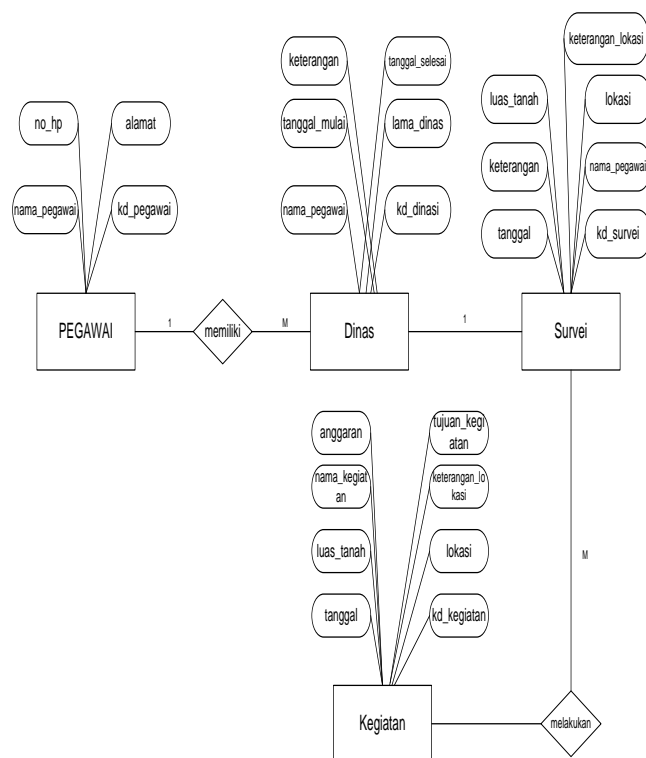 keterangan_lokasi
keterangan
tanggal_selesai
luas_tanah
lokasi
no_hp
alamat
tanggal_mulai
lama_dinas
keterangan
nama_pegawai
nama_pegawai
kd_pegawai
nama_pegawai
kd_dinasi
tanggal
kd_survei
PEGAWAI
1
memiliki
M
Dinas
1
Survei
anggaran
tujuan_kegi
atan
nama_kegiat
an
keterangan_lo
kasi
luas_tanah
lokasi
M
tanggal
kd_kegiatan
Kegiatan
melakukan